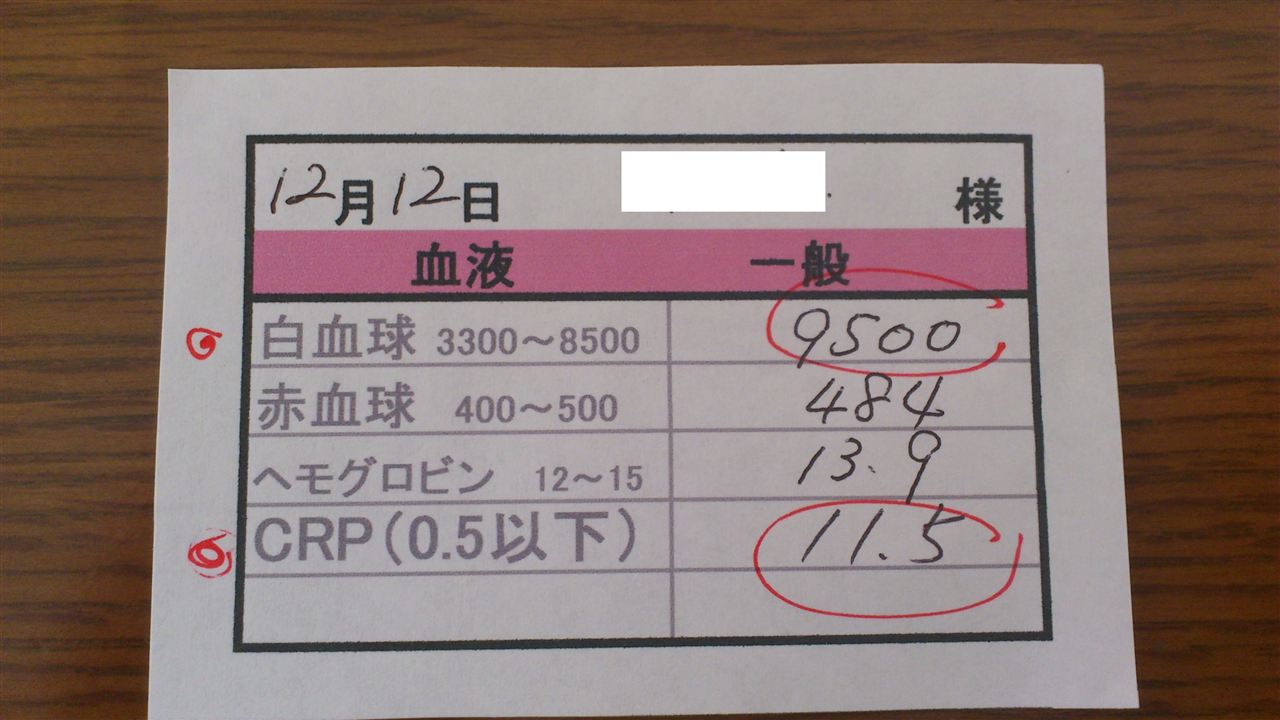 12月12日 様
血液 一般
白血球 3300～8500 9500
赤血球 400～500 484
ヘモグロビン 12～15 13.9
CRP(0.5以下) 11.5